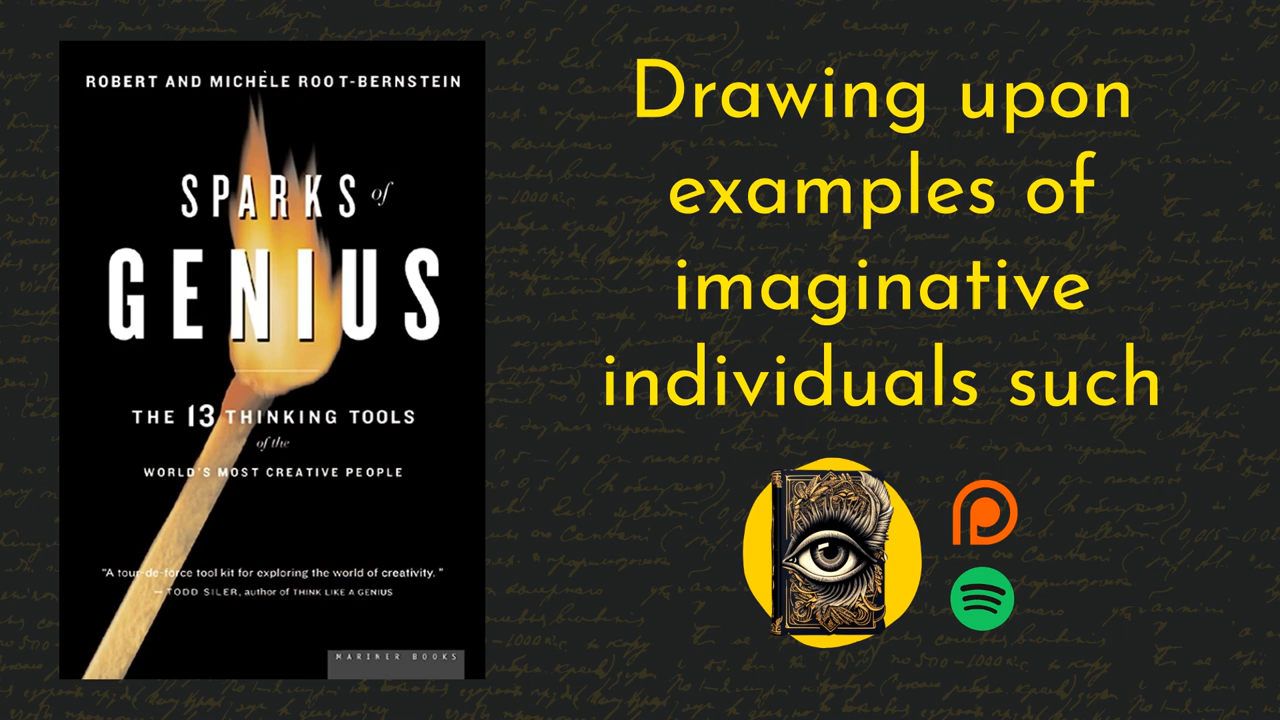 ROBERT AND MICHÈLE ROOT-BERNSTEIN
SPARKS of
GENIUS
THE 13 THINKING TOOLS
of the
WORLD'S MOST CREATIVE PEOPLE
"A tour-de-force tool kit for exploring the world of creativity."
— TODD SILER, author of THINK LIKE A GENIUS
MARINER BOOKS
Drawing upon
examples of
imaginative
individuals such